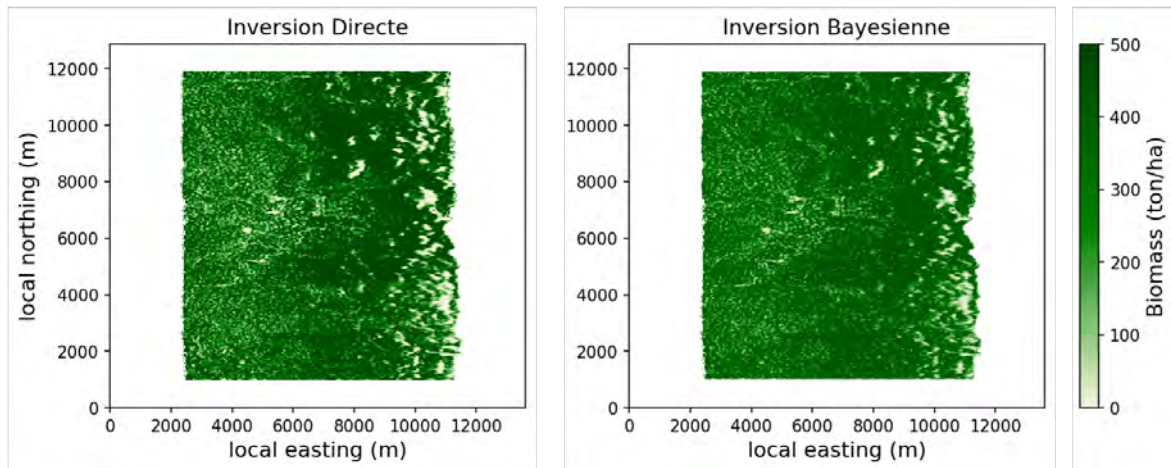 Inversion Directe
12000
10000
8000
6000
4000
2000
0
local northing (m)
0 2000 4000 6000 8000 10000 12000
local easting (m)
Inversion Bayesienne
12000
10000
8000
6000
4000
2000
0
0 2000 4000 6000 8000 10000 12000
local easting (m)
500
400
300
200
100
0
Biomass (ton/ha)